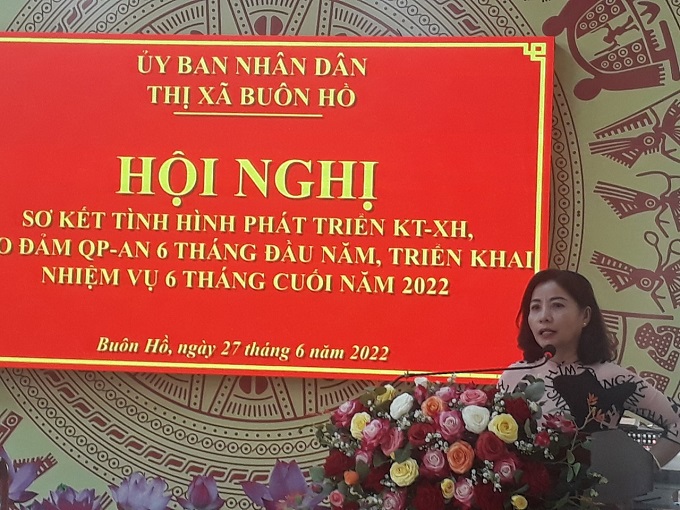 ỦY BAN NHÂN DÂN
THỊ XÃ BUÔN HỒ
HỘI NGHỊ
SƠ KẾT TÌNH HÌNH PHÁT TRIỂN KT-XH,
O ĐẢM QP-AN 6 THÁNG ĐẦU NĂM, TRIỂN KHAI
NHIỆM VỤ 6 THÁNG CUỐI NĂM 2022
Buôn Hồ, ngày 27 tháng 6 năm 2022